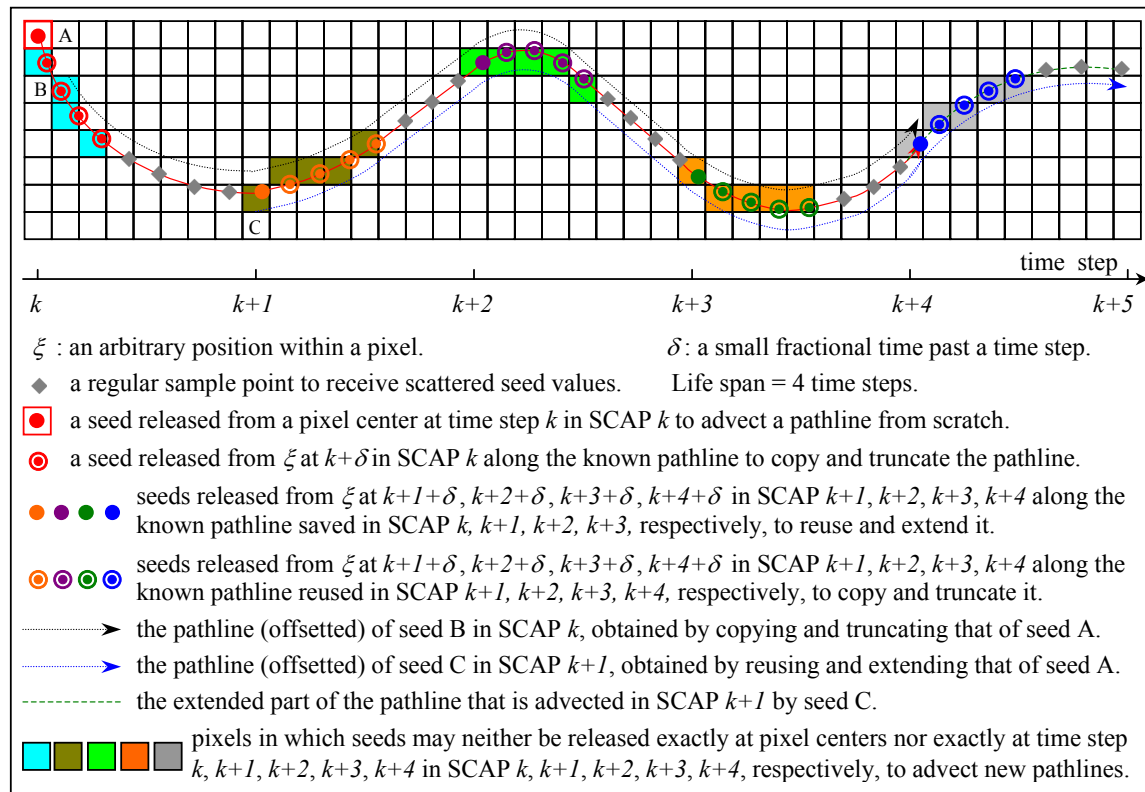 A
B
C
time step
k k+1 k+2 k+3 k+4 k+5
ξ : an arbitrary position within a pixel. δ : a small fractional time past a time step.
a regular sample point to receive scattered seed values. Life span = 4 time steps.
a seed released from a pixel center at time step k in SCAP k to advect a pathline from scratch.
a seed released from ξ at k+δ in SCAP k along the known pathline to copy and truncate the pathline.
seeds released from ξ at k+1+δ, k+2+δ, k+3+δ, k+4+δ in SCAP k+1, k+2, k+3, k+4 along the
known pathline saved in SCAP k, k+1, k+2, k+3, respectively, to reuse and extend it.
seeds released from ξ at k+1+δ, k+2+δ, k+3+δ, k+4+δ in SCAP k+1, k+2, k+3, k+4 along the
known pathline reused in SCAP k+1, k+2, k+3, k+4, respectively, to copy and truncate it.
the pathline (offsetted) of seed B in SCAP k, obtained by copying and truncating that of seed A.
the pathline (offsetted) of seed C in SCAP k+1, obtained by reusing and extending that of seed A.
the extended part of the pathline that is advected in SCAP k+1 by seed C.
pixels in which seeds may neither be released exactly at pixel centers nor exactly at time step
k, k+1, k+2, k+3, k+4 in SCAP k, k+1, k+2, k+3, k+4, respectively, to advect new pathlines.